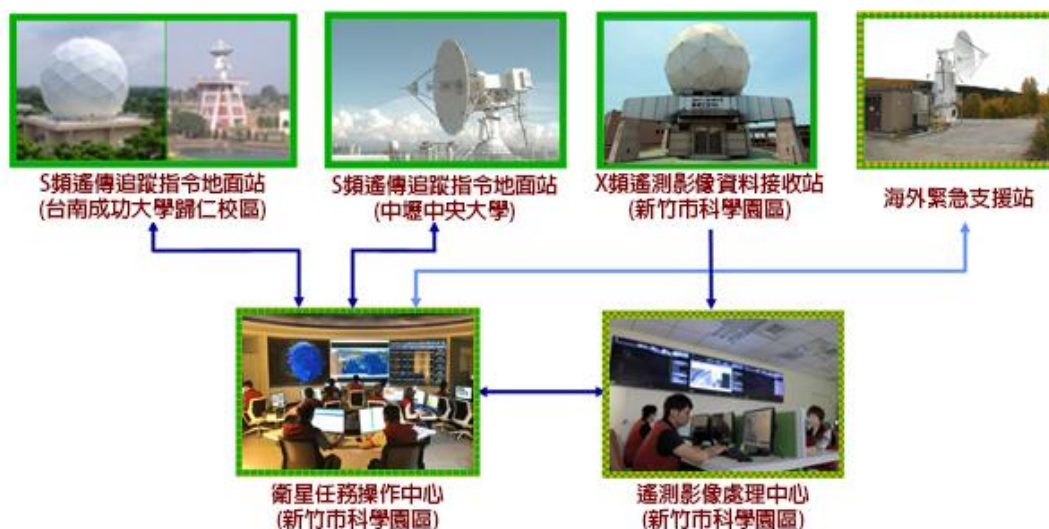 S頻遙傳追蹤指令地面站
(台南成功大學歸仁校區)
S頻遙傳追蹤指令地面站
(中壢中央大學)
X頻遙測影像資料接收站
(新竹市科學園區)
海外緊急支援站
衛星任務操作中心
(新竹市科學園區)
遙測影像處理中心
(新竹市科學園區)